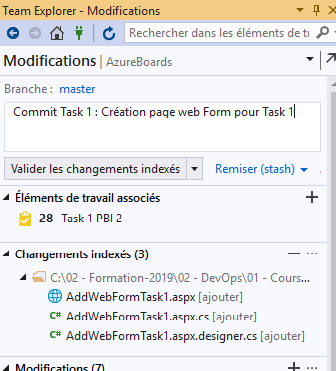 Team Explorer - Modifications
Rechercher dans les éléments de tr
Modifications | AzureBoards
Branche : master
Commit Task 1 : Création page web Form pour Task 1
Valider les changements indexés
Remiser (stash)
Éléments de travail associés
28 Task 1 PBI 2
Changements indexés (3)
C:\02 - Formation-2019\02 - DevOps\01 - Cours...
AddWebFormTask1.aspx [ajouter]
C# AddWebFormTask1.aspx.cs [ajouter]
C# AddWebFormTask1.aspx.designer.cs [ajouter]
Modifications (7)